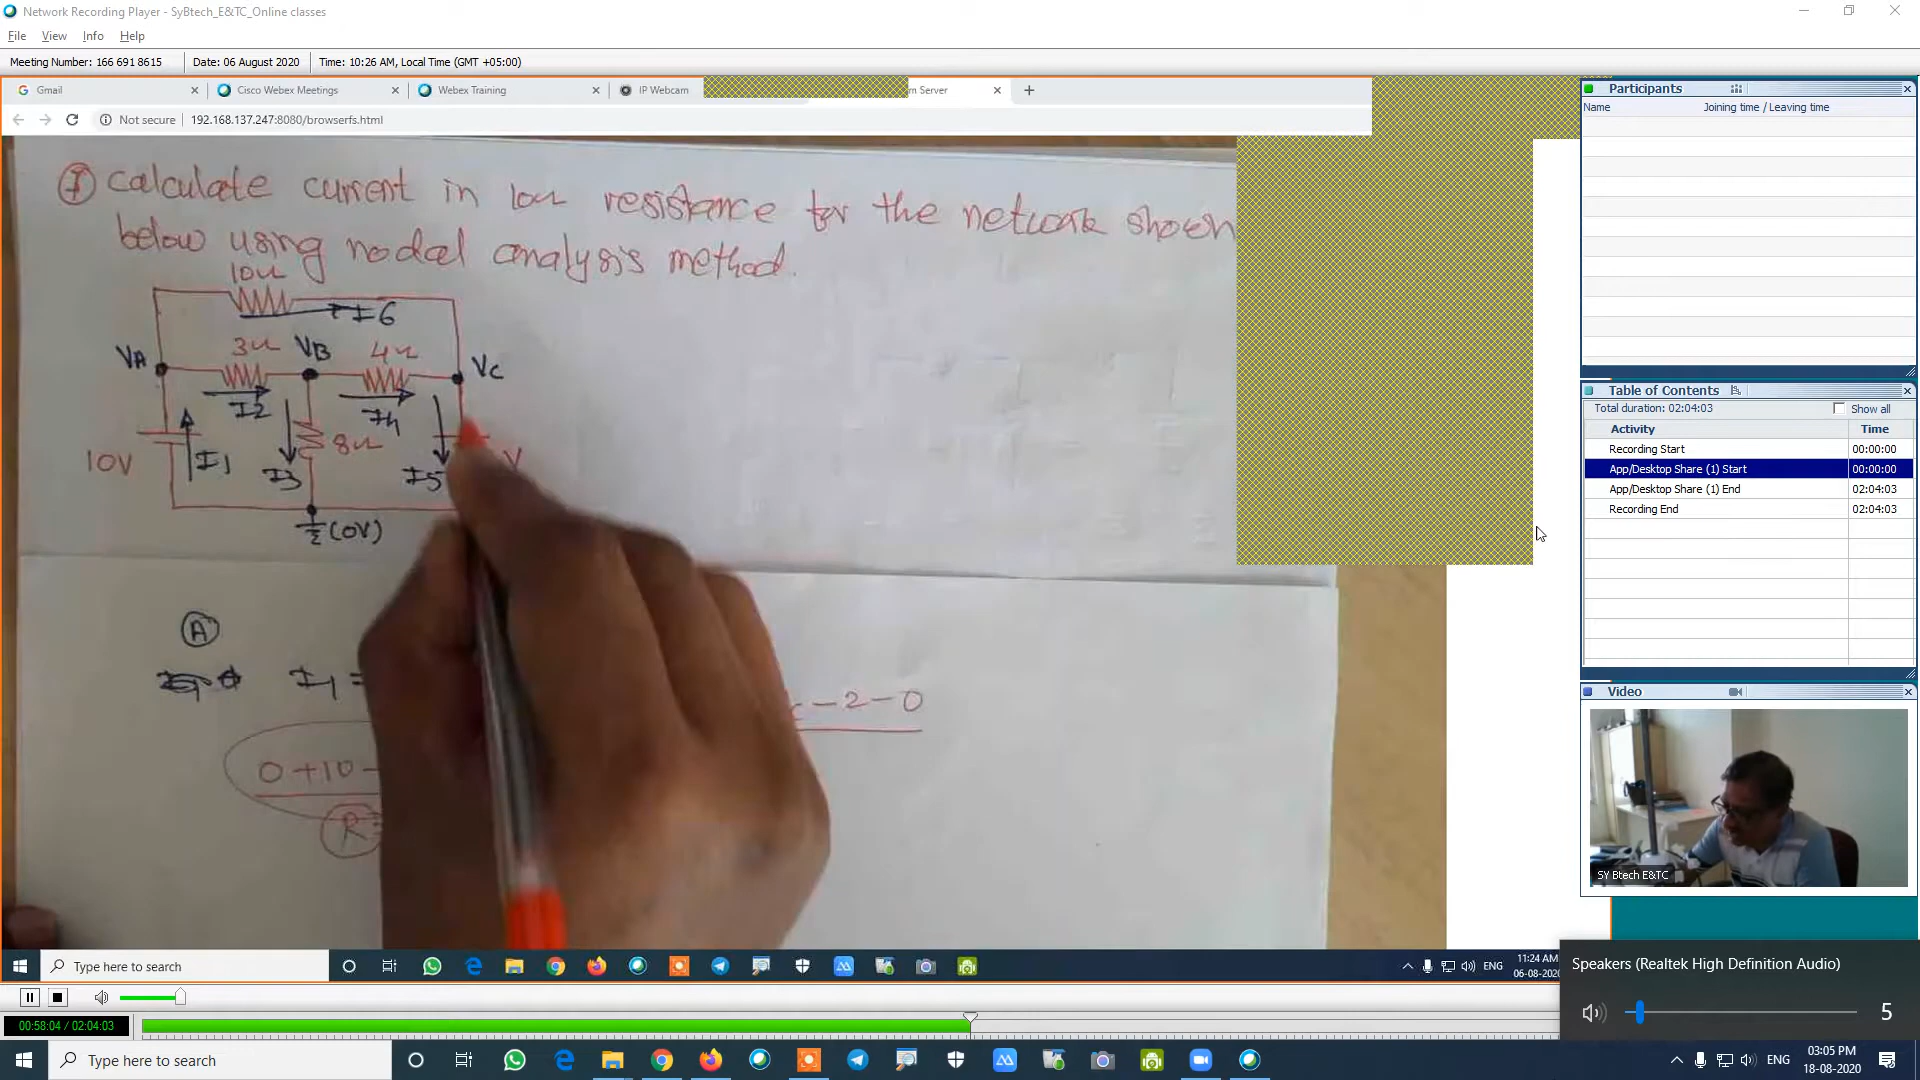 Network Recording Player - SyBtech_E&TC_Online classes
File View Info Help
Meeting Number: 166 691 8615 Date: 06 August 2020 Time: 10:26 AM, Local Time (GMT +05:00)
Gmail Cisco Webex Meetings Webex Training IP Webcam m Server
Not secure 192.168.137.247:8080/browserfs.html
Calculate current in 10Ω resistance for the network shown
below using nodal analysis method.
10Ω
I6
VA 3Ω VB 4Ω VC
I2 I4
10V I1 I3 8Ω I5 V
(0V)
A
I1 =
- 2 - 0
0+10-
R
Participants
Name Joining time / Leaving time
Table of Contents
Total duration: 02:04:03 Show all
Activity Time
Recording Start 00:00:00
App/Desktop Share (1) Start 00:00:00
App/Desktop Share (1) End 02:04:03
Recording End 02:04:03
Video
SY Btech E&TC
Type here to search
ENG
11:24 AM
06-08-2020
Speakers (Realtek High Definition Audio)
5
00:58:04 / 02:04:03
Type here to search
ENG
03:05 PM
18-08-2020